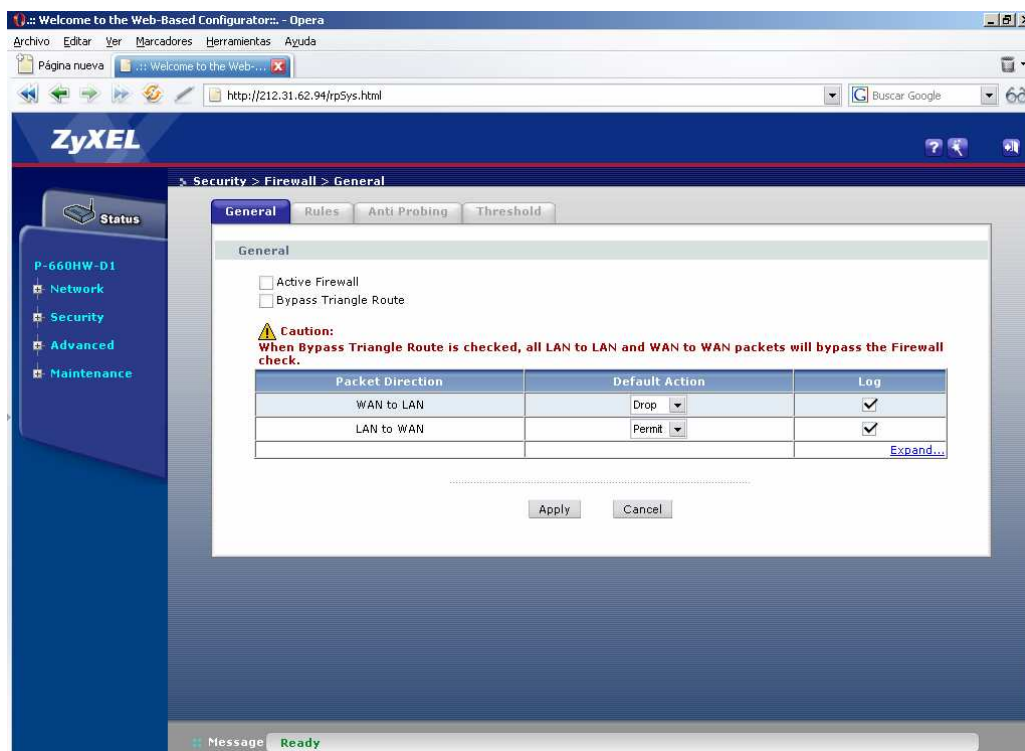 .:: Welcome to the Web-Based Configurator::. - Opera
Archivo Editar Ver Marcadores Herramientas Ayuda
Página nueva .:: Welcome to the Web-...
http://212.31.62.94/rpSys.html G Buscar Google
ZyXEL
?
Security > Firewall > General
Status
General Rules Anti Probing Threshold
General
P-660HW-D1
Network
Security
Advanced
Maintenance
Active Firewall
Bypass Triangle Route
Caution:
When Bypass Triangle Route is checked, all LAN to LAN and WAN to WAN packets will bypass the Firewall
check.
Packet Direction Default Action Log
WAN to LAN Drop
LAN to WAN Permit
Expand...
Apply Cancel
Message Ready